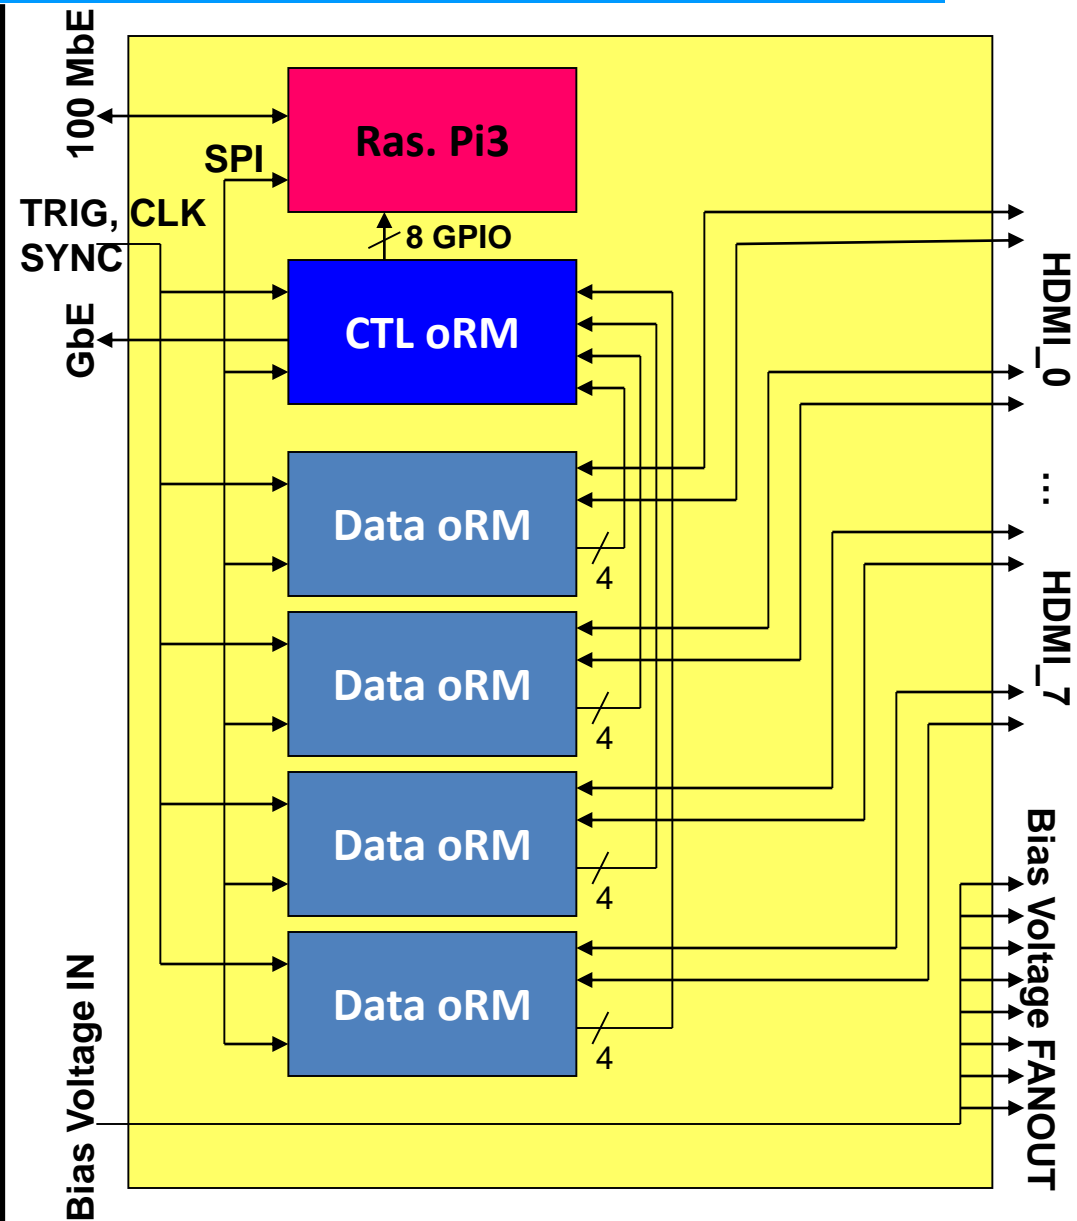 100 MbE
Ras. Pi3
SPI
TRIG, CLK
SYNC
8 GPIO
GbE
CTL oRM
HDMI_0
...
HDMI_7
Data oRM
4
Data oRM
4
Data oRM
4
Data oRM
4
Bias Voltage IN
Bias Voltage FANOUT